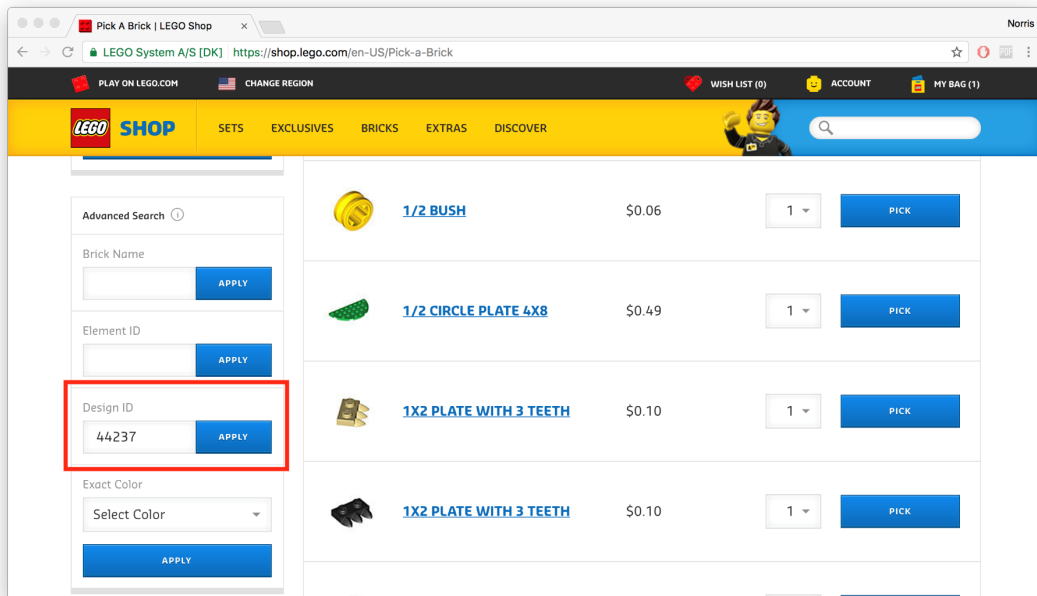 Pick A Brick | LEGO Shop
Norris
LEGO System A/S [DK] https://shop.lego.com/en-US/Pick-a-Brick
PLAY ON LEGO.COM CHANGE REGION WISH LIST (0) ACCOUNT MY BAG (1)
LEGO SHOP SETS EXCLUSIVES BRICKS EXTRAS DISCOVER
Advanced Search
Brick Name
APPLY
Element ID
APPLY
Design ID
44237 APPLY
Exact Color
Select Color
APPLY
1/2 BUSH $0.06 1 PICK
1/2 CIRCLE PLATE 4X8 $0.49 1 PICK
1X2 PLATE WITH 3 TEETH $0.10 1 PICK
1X2 PLATE WITH 3 TEETH $0.10 1 PICK